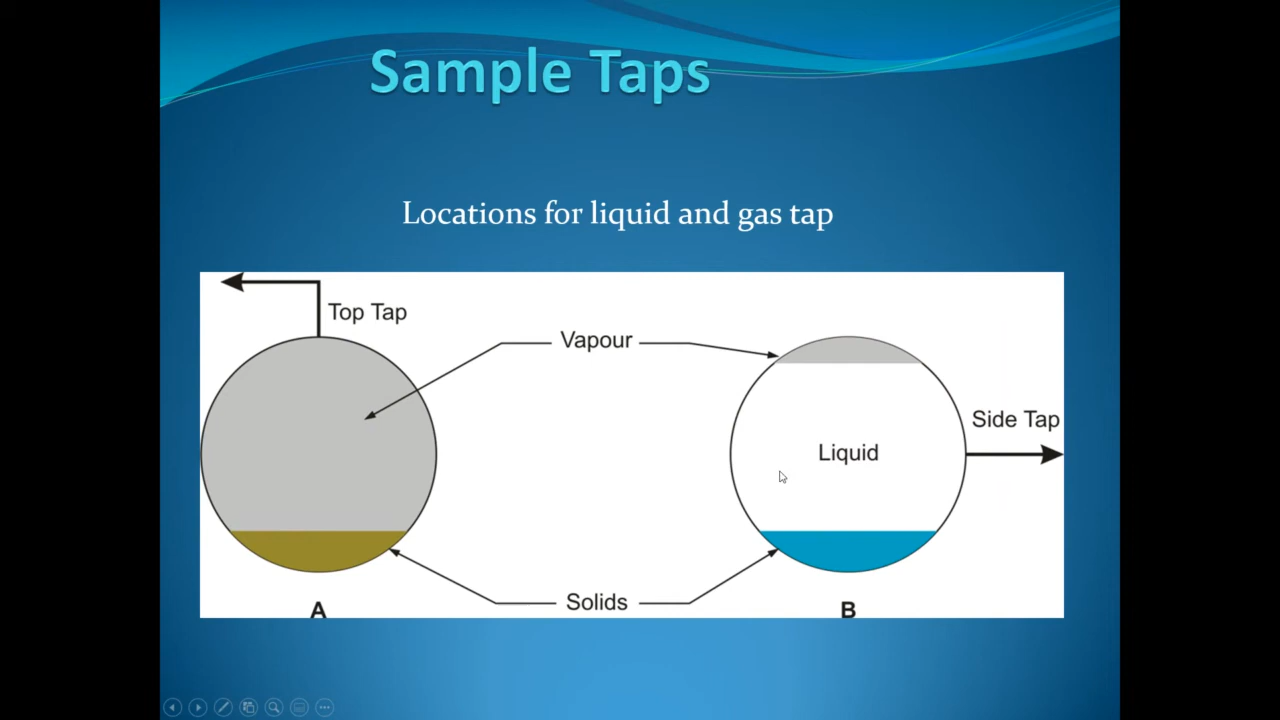 Sample Taps
Locations for liquid and gas tap
Top Tap
Vapour
Side Tap
Liquid
Solids
A
B